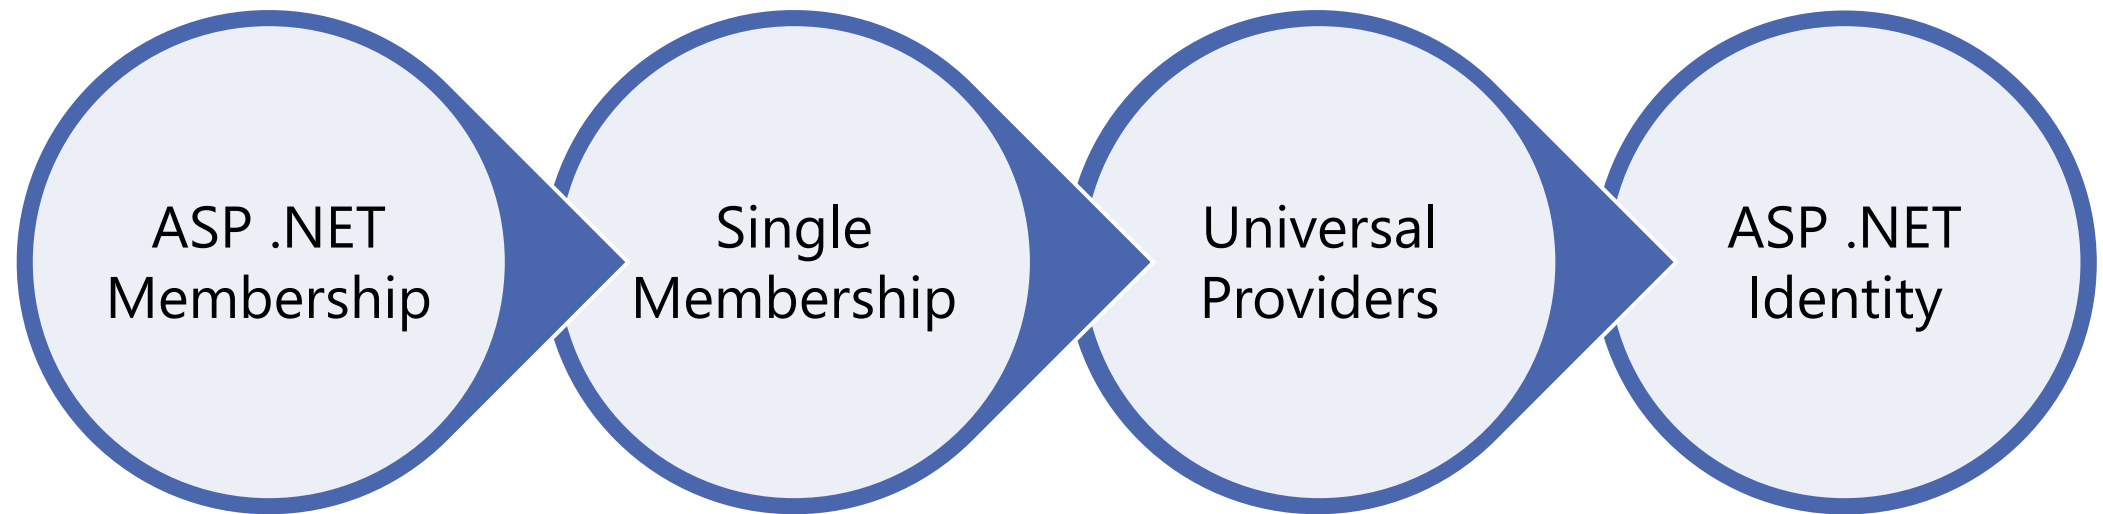 ASP .NET
Membership
Single
Membership
Universal
Providers
ASP .NET
Identity